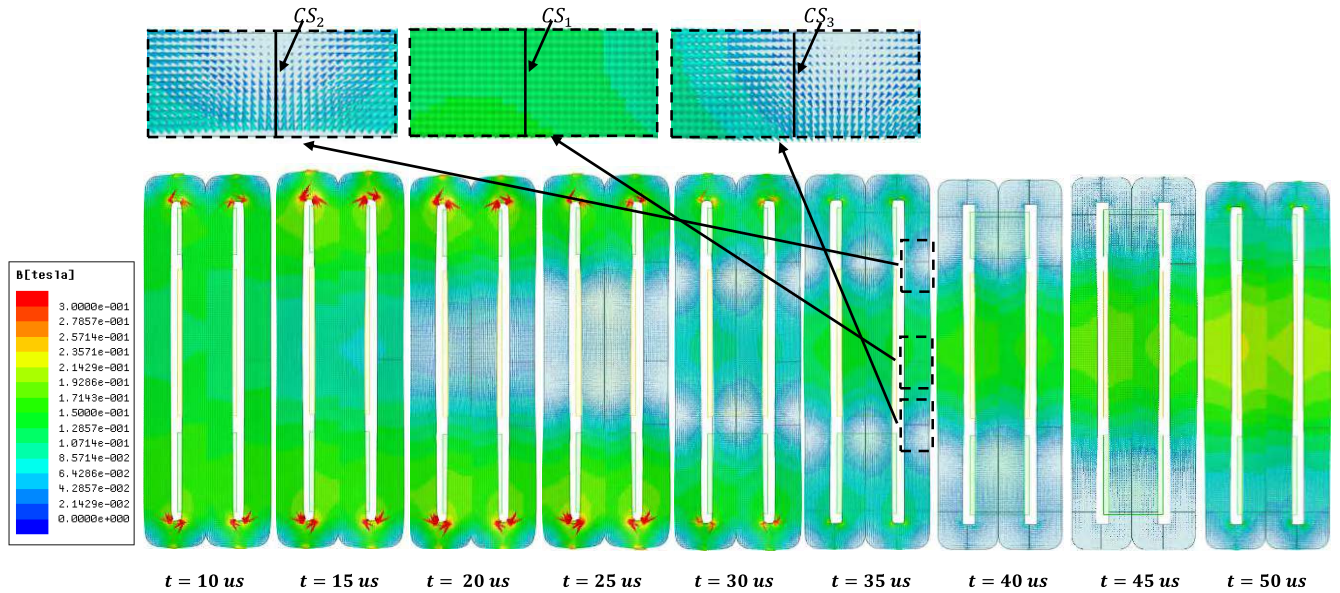 CS₂
CS₁
CS₃
B[tesla]
3.0000e-001
2.7857e-001
2.5714e-001
2.3571e-001
2.1429e-001
1.9286e-001
1.7143e-001
1.5000e-001
1.2857e-001
1.0714e-001
8.5714e-002
6.4286e-002
4.2857e-002
2.1429e-002
0.0000e+000
t = 10 us
t = 15 us
t = 20 us
t = 25 us
t = 30 us
t = 35 us
t = 40 us
t = 45 us
t = 50 us